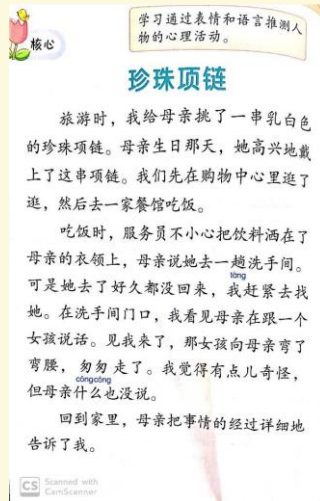 核心
学习通过表情和语言推测人
物的心理活动。
珍珠项链
旅游时，我给母亲挑了一串乳白色
的珍珠项链。母亲生日那天，她高兴地戴
上了这串项链。我们先在购物中心里逛了
逛，然后去一家餐馆吃饭。
吃饭时，服务员不小心把饮料洒在了
母亲的衣领上，母亲说她去一趟洗手间。
tàng
可是她去了好久都没回来，我赶紧去找
她。在洗手间门口，我看见母亲在跟一个
女孩说话。见我来了，那女孩向母亲弯了
弯腰，匆匆走了。我觉得有点儿奇怪，
cōngcōng
但母亲什么也没说。
回到家里，母亲把事情的经过详细地
告诉了我。
CS
Scanned with
CamScanner